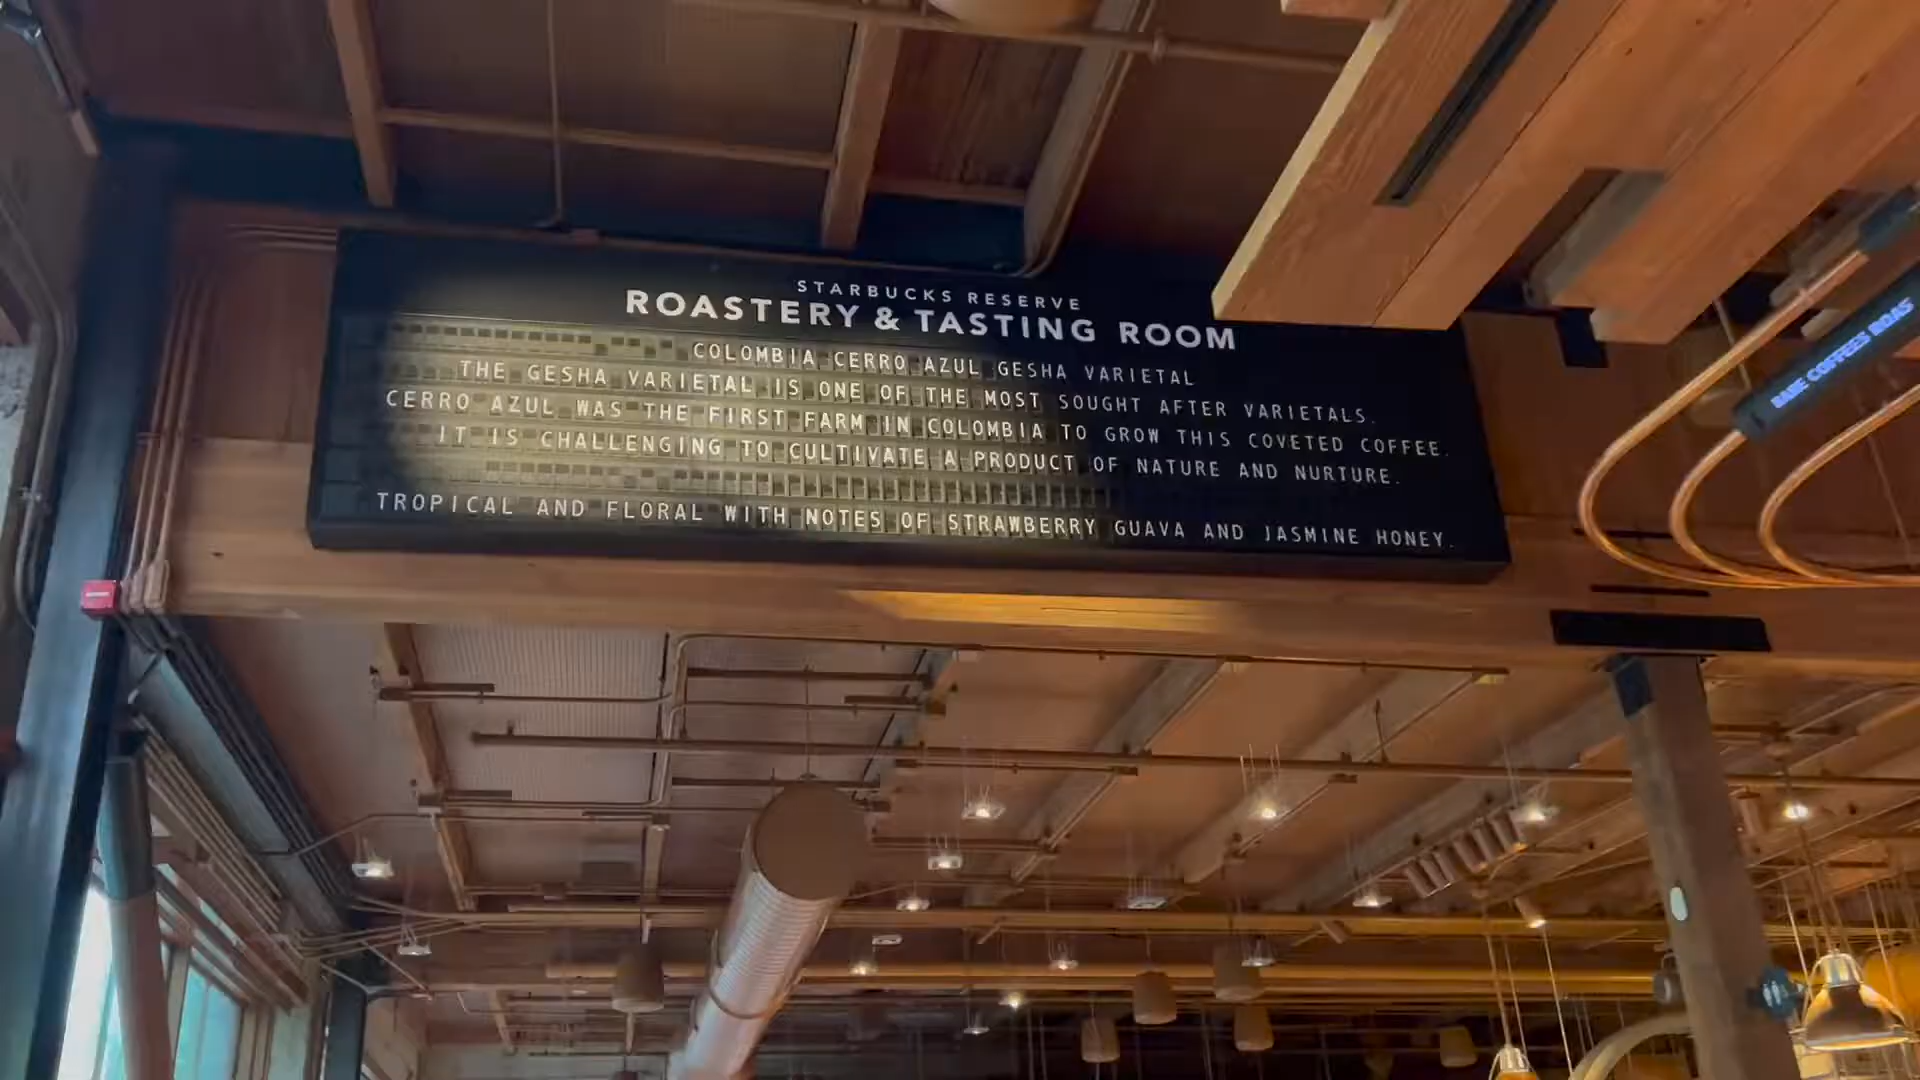 STARBUCKS RESERVE
ROASTERY & TASTING ROOM
COLOMBIA CERRO AZUL GESHA VARIETAL
THE GESHA VARIETAL IS ONE OF THE MOST SOUGHT AFTER VARIETALS.
CERRO AZUL WAS THE FIRST FARM IN COLOMBIA TO GROW THIS COVETED COFFEE.
IT IS CHALLENGING TO CULTIVATE A PRODUCT OF NATURE AND NURTURE.
TROPICAL AND FLORAL WITH NOTES OF STRAWBERRY GUAVA AND JASMINE HONEY.
COFFEES